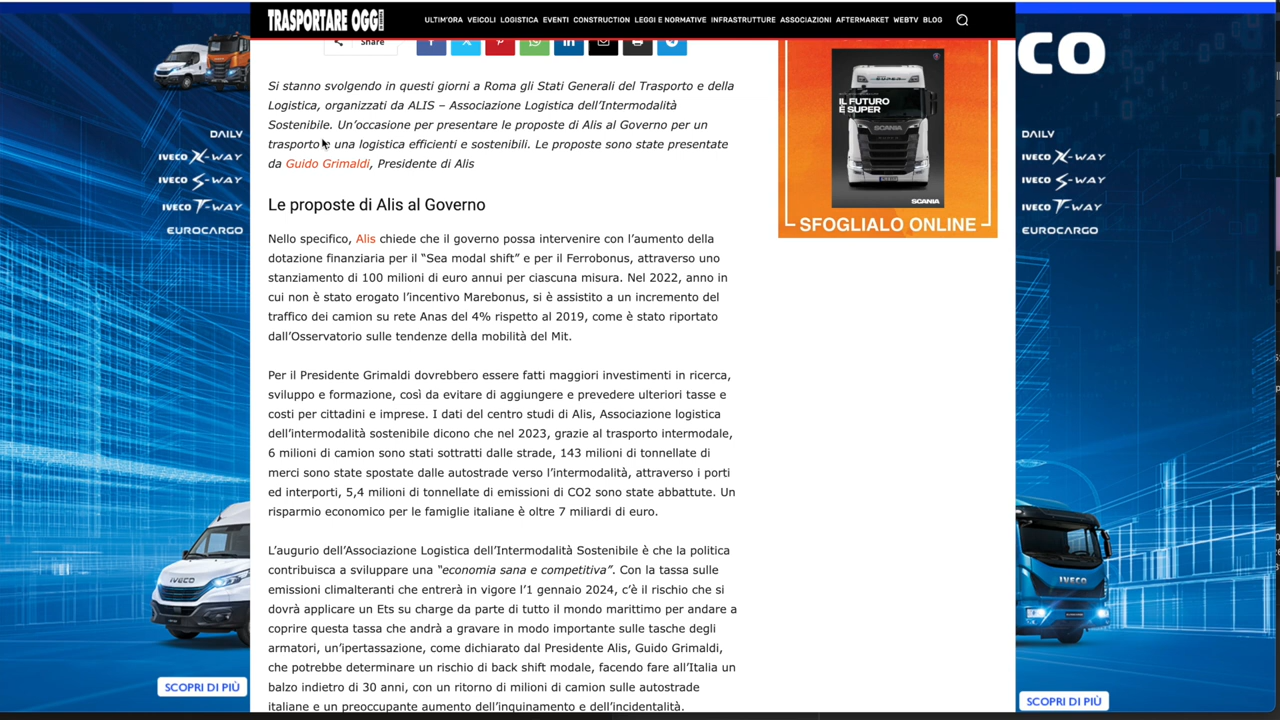 TRASPORTARE OGGI
ULTIM'ORA VEICOLI LOGISTICA EVENTI CONSTRUCTION LEGGI E NORMATIVE INFRASTRUTTURE ASSOCIAZIONI AFTERMARKET WEBTV BLOG
Share
Si stanno svolgendo in questi giorni a Roma gli Stati Generali del Trasporto e della
Logistica, organizzati da ALIS – Associazione Logistica dell'Intermodalità
Sostenibile. Un'occasione per presentare le proposte di Alis al Governo per un
trasporto e una logistica efficienti e sostenibili. Le proposte sono state presentate
da Guido Grimaldi, Presidente di Alis
Le proposte di Alis al Governo
Nello specifico, Alis chiede che il governo possa intervenire con l'aumento della
dotazione finanziaria per il “Sea modal shift” e per il Ferrobonus, attraverso uno
stanziamento di 100 milioni di euro annui per ciascuna misura. Nel 2022, anno in
cui non è stato erogato l'incentivo Marebonus, si è assistito a un incremento del
traffico dei camion su rete Anas del 4% rispetto al 2019, come è stato riportato
dall'Osservatorio sulle tendenze della mobilità del Mit.
Per il Presidente Grimaldi dovrebbero essere fatti maggiori investimenti in ricerca,
sviluppo e formazione, così da evitare di aggiungere e prevedere ulteriori tasse e
costi per cittadini e imprese. I dati del centro studi di Alis, Associazione logistica
dell'intermodalità sostenibile dicono che nel 2023, grazie al trasporto intermodale,
6 milioni di camion sono stati sottratti dalle strade, 143 milioni di tonnellate di
merci sono state spostate dalle autostrade verso l'intermodalità, attraverso i porti
ed interporti, 5,4 milioni di tonnellate di emissioni di CO2 sono state abbattute. Un
risparmio economico per le famiglie italiane è oltre 7 miliardi di euro.
L'augurio dell'Associazione Logistica dell'Intermodalità Sostenibile è che la politica
contribuisca a sviluppare una “economia sana e competitiva”. Con la tassa sulle
emissioni climalteranti che entrerà in vigore l'1 gennaio 2024, c'è il rischio che si
dovrà applicare un Ets su charge da parte di tutto il mondo marittimo per andare a
coprire questa tassa che andrà a gravare in modo importante sulle tasche degli
armatori, un'ipertassazione, come dichiarato dal Presidente Alis, Guido Grimaldi,
che potrebbe determinare un rischio di back shift modale, facendo fare all'Italia un
balzo indietro di 30 anni, con un ritorno di milioni di camion sulle autostrade
italiane e un preoccupante aumento dell'inquinamento e dell'incidentalità.
IL FUTURO
È SUPER
SCANIA
SCANIA
SFOGLIALO ONLINE
DAILY
IVECO X-WAY
IVECO S-WAY
IVECO T-WAY
EUROCARGO
IVECO
SCOPRI DI PIÙ
CO
DAILY
IVECO X-WAY
IVECO S-WAY
IVECO T-WAY
EUROCARGO
IVECO
SCOPRI DI PIÙ